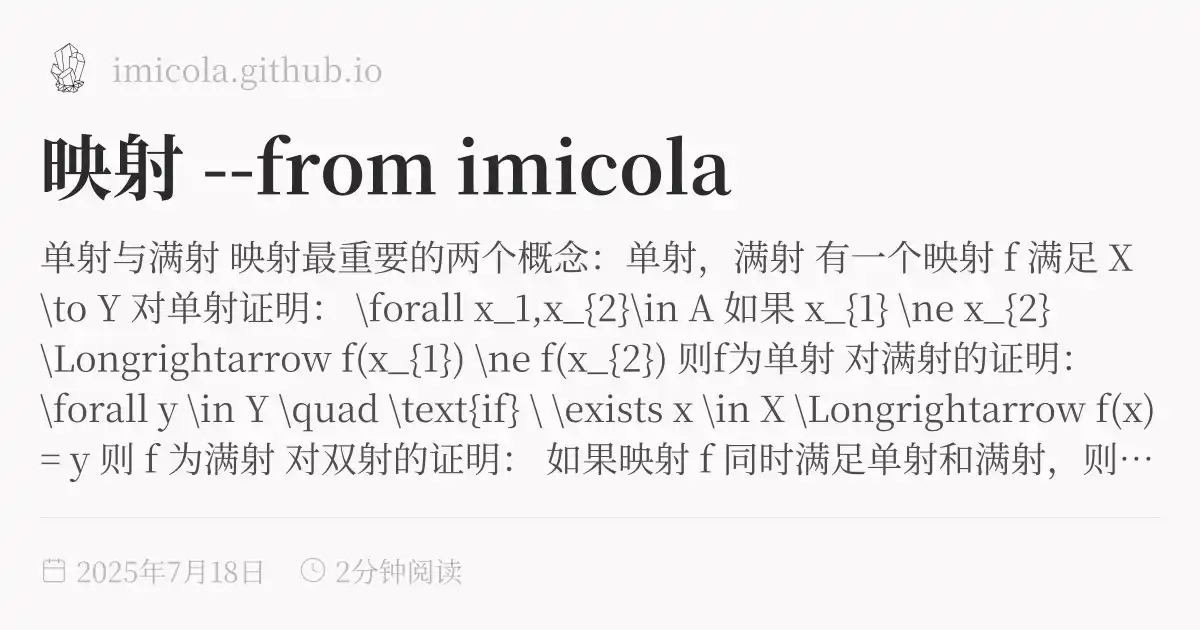 imicola.github.io
映射 --from imicola
单射与满射 映射最重要的两个概念：单射，满射 有一个映射 f 满足 X
\to Y 对单射证明： \forall x_1,x_{2}\in A 如果 x_{1} \ne x_{2}
\Longrightarrow f(x_{1}) \ne f(x_{2}) 则f为单射 对满射的证明：
\forall y \in Y \quad \text{if} \ \exists x \in X \Longrightarrow f(x)
= y 则 f 为满射 对双射的证明： 如果映射 f 同时满足单射和满射，则…
2025年7月18日
2分钟阅读